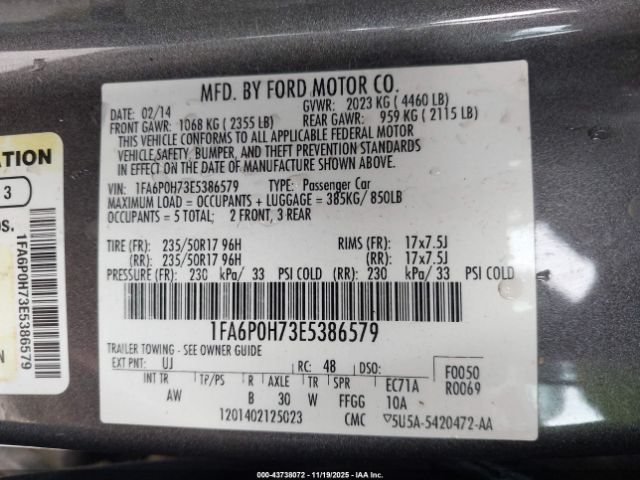 MFD. BY FORD MOTOR CO.
DATE: 02/14 GVWR: 2023 KG ( 4460 LB)
FRONT GAWR: 1068 KG ( 2355 LB) REAR GAWR: 959 KG ( 2115 LB)
THIS VEHICLE CONFORMS TO ALL APPLICABLE FEDERAL MOTOR
VEHICLE SAFETY, BUMPER, AND THEFT PREVENTION STANDARDS
IN EFFECT ON THE DATE OF MANUFACTURE SHOWN ABOVE.
VIN: 1FA6P0H73E5386579 TYPE: Passenger Car
MAXIMUM LOAD = OCCUPANTS + LUGGAGE = 385KG/ 850LB
OCCUPANTS = 5 TOTAL; 2 FRONT, 3 REAR
TIRE (FR): 235/50R17 96H RIMS (FR): 17x7.5J
(RR): 235/50R17 96H (RR): 17x7.5J
PRESSURE (FR): 230 kPa/ 33 PSI COLD (RR): 230 kPa/ 33 PSI COLD
1FA6P0H73E5386579
TRAILER TOWING - SEE OWNER GUIDE
EXT PNT: UJ RC: 48 DSO: F0050
R0069
INT TR TP/PS R AXLE TR SPR EC71A
AW B 30 W FFGG 10A
1201402125023 CMC ▽5U5A-5420472-AA
ATION
3
OS.
1FA6P0H73E5386579
N
000-43738072 - 11/19/2025 - IAAI.COM